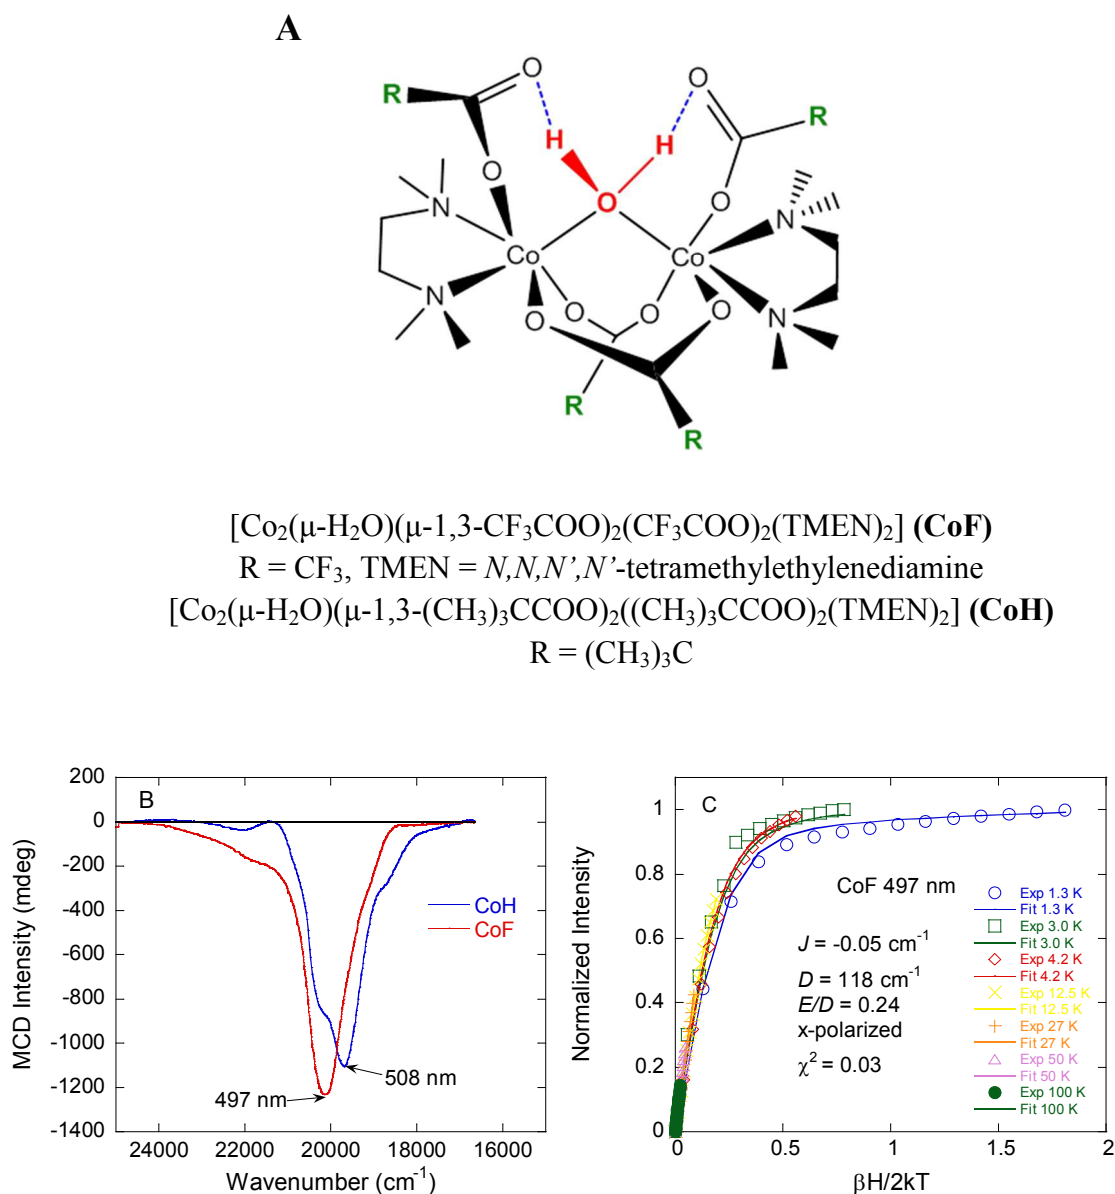 A
R O O R
H H
O O O
N Co Co N
N O O O O N
R
R
[Co₂(μ-H₂O)(μ-1,3-CF₃COO)₂(CF₃COO)₂(TMEN)₂] (CoF)
R = CF₃, TMEN = N,N,N’,N’-tetramethylethylenediamine
[Co₂(μ-H₂O)(μ-1,3-(CH₃)₃CCOO)₂((CH₃)₃CCOO)₂(TMEN)₂] (CoH)
R = (CH₃)₃C
B
MCD Intensity (mdeg)
200
0
-200
-400
-600
-800
-1000
-1200
-1400
CoH
CoF
508 nm
497 nm
24000 22000 20000 18000 16000
Wavenumber (cm⁻¹)
C
Normalized Intensity
1
0.8
0.6
0.4
0.2
0
CoF 497 nm
J = -0.05 cm⁻¹
D = 118 cm⁻¹
E/D = 0.24
x-polarized
χ² = 0.03
Exp 1.3 K
Fit 1.3 K
Exp 3.0 K
Fit 3.0 K
Exp 4.2 K
Fit 4.2 K
Exp 12.5 K
Fit 12.5 K
Exp 27 K
Fit 27 K
Exp 50 K
Fit 50 K
Exp 100 K
Fit 100 K
0 0.5 1 1.5 2
βH/2kT